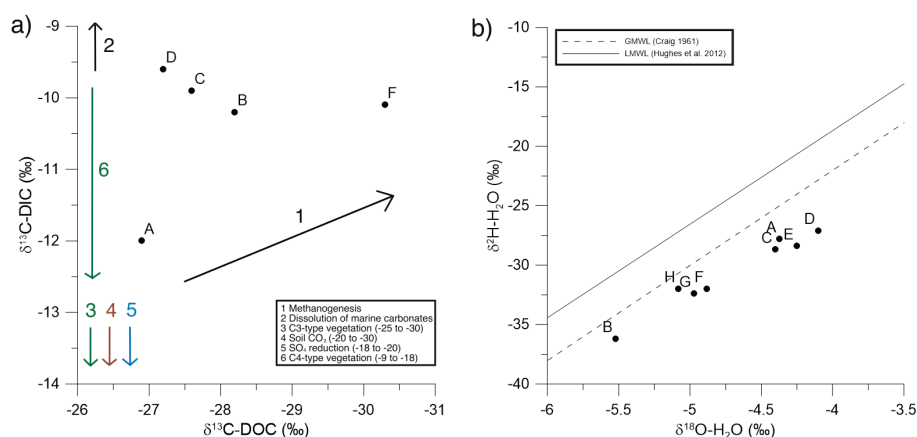 a)
-9
-10
-11
-12
-13
-14
δ¹³C-DIC (‰)
2
D
C
B
F
6
A
1
3 4 5
1 Methanogenesis
2 Dissolution of marine carbonates
3 C3-type vegetation (-25 to -30)
4 Soil CO₂ (-20 to -30)
5 SO₄ reduction (-18 to -20)
6 C4-type vegetation (-9 to -18)
-26 -27 -28 -29 -30 -31
δ¹³C-DOC (‰)
b)
-10
-15
-20
-25
-30
-35
-40
δ²H-H₂O (‰)
GMWL (Craig 1961)
LMWL (Hughes et al. 2012)
D
A
E
C
H
G
F
B
-6 -5.5 -5 -4.5 -4 -3.5
δ¹⁸O-H₂O (‰)